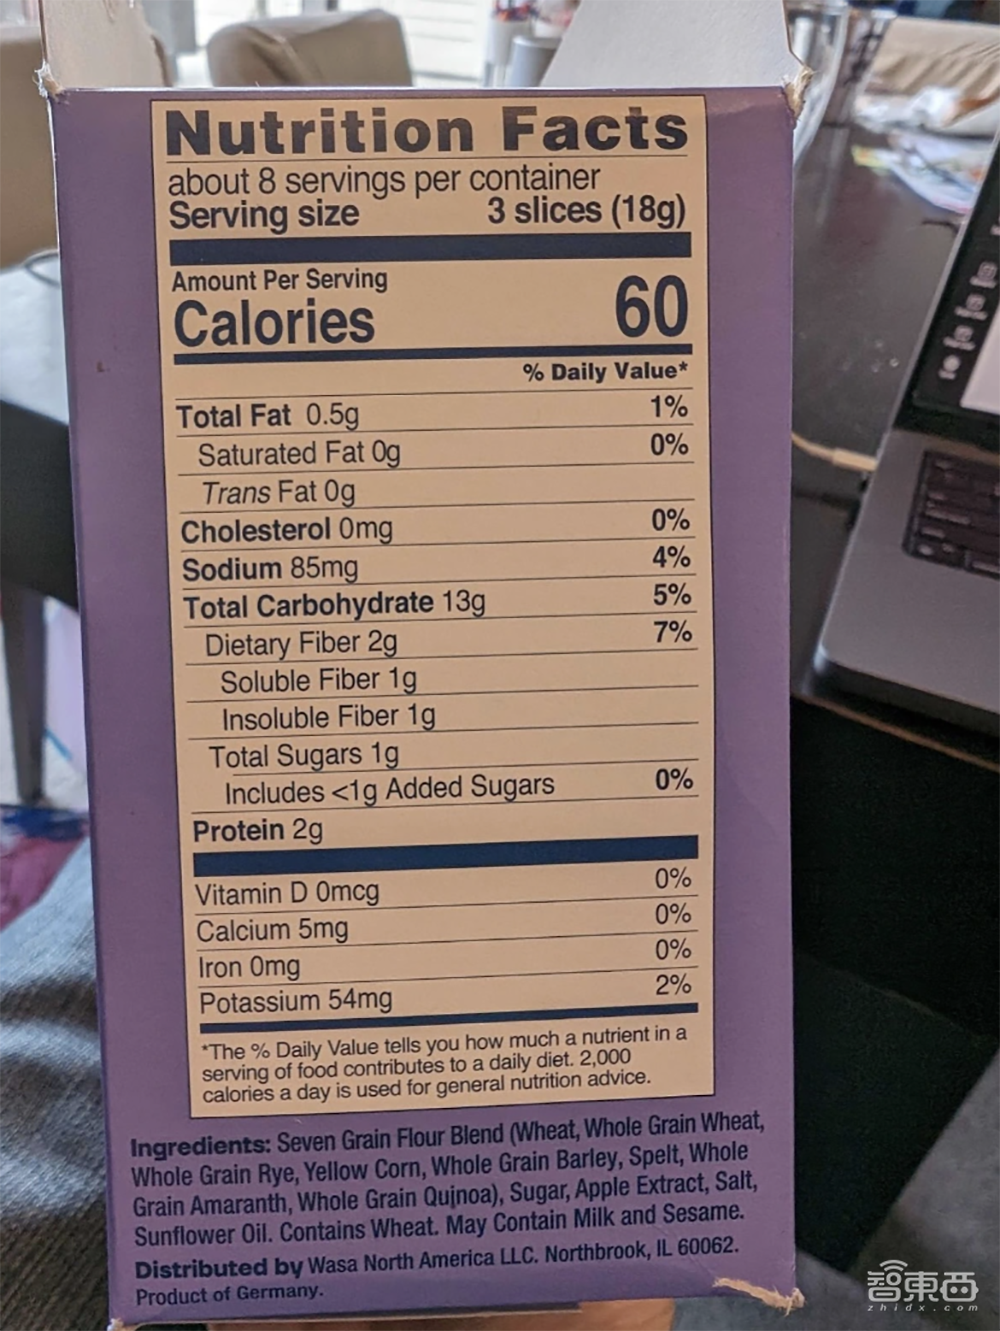 Nutrition Facts
about 8 servings per container
Serving size 3 slices (18g)
Amount Per Serving
Calories 60
% Daily Value*
Total Fat 0.5g 1%
Saturated Fat 0g 0%
Trans Fat 0g
Cholesterol 0mg 0%
Sodium 85mg 4%
Total Carbohydrate 13g 5%
Dietary Fiber 2g 7%
Soluble Fiber 1g
Insoluble Fiber 1g
Total Sugars 1g
Includes <1g Added Sugars 0%
Protein 2g
Vitamin D 0mcg 0%
Calcium 5mg 0%
Iron 0mg 0%
Potassium 54mg 2%
*The % Daily Value tells you how much a nutrient in a
serving of food contributes to a daily diet. 2,000
calories a day is used for general nutrition advice.
Ingredients: Seven Grain Flour Blend (Wheat, Whole Grain Wheat,
Whole Grain Rye, Yellow Corn, Whole Grain Barley, Spelt, Whole
Grain Amaranth, Whole Grain Quinoa), Sugar, Apple Extract, Salt,
Sunflower Oil. Contains Wheat. May Contain Milk and Sesame.
Distributed by Wasa North America LLC. Northbrook, IL 60062.
Product of Germany.
智東西
zhidx.com